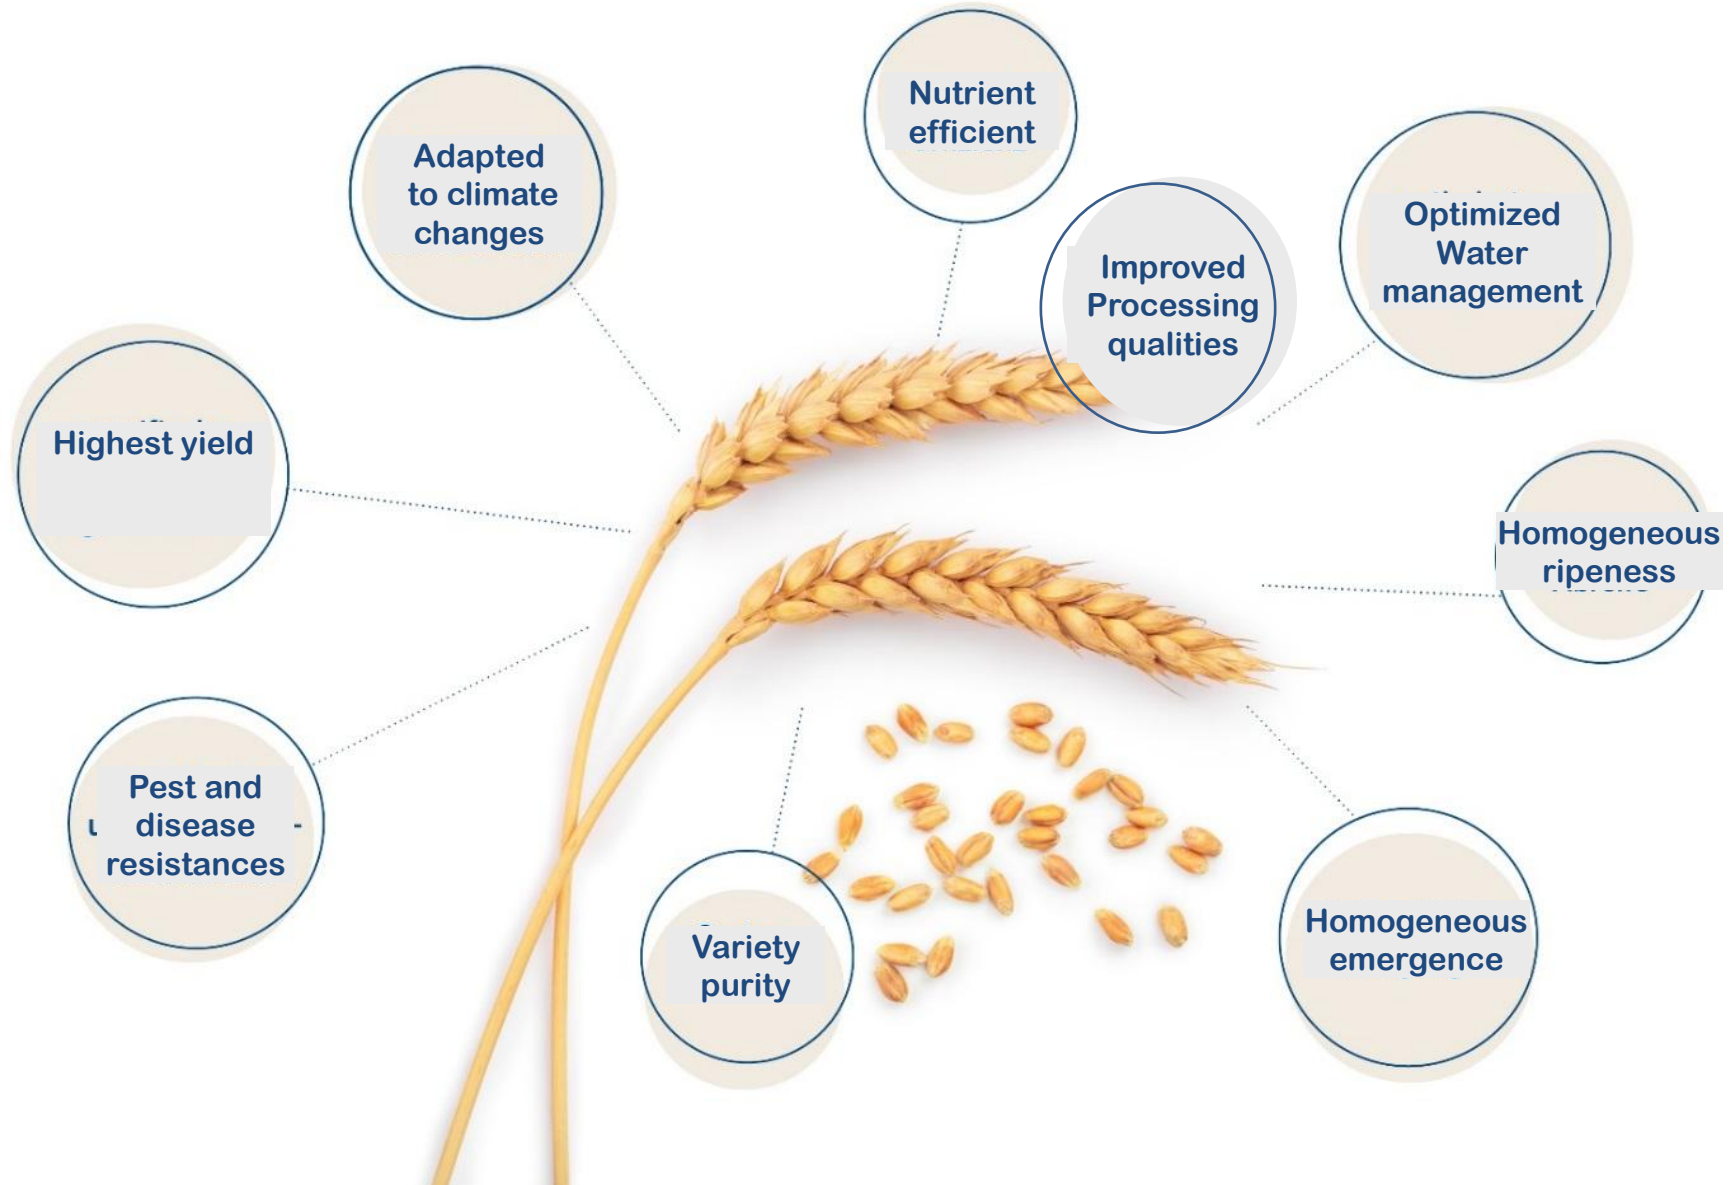 Nutrient
efficient
Adapted
to climate
changes
Optimized
Water
management
Improved
Processing
qualities
Highest yield
Homogeneous
ripeness
Pest and
disease
resistances
Variety
purity
Homogeneous
emergence